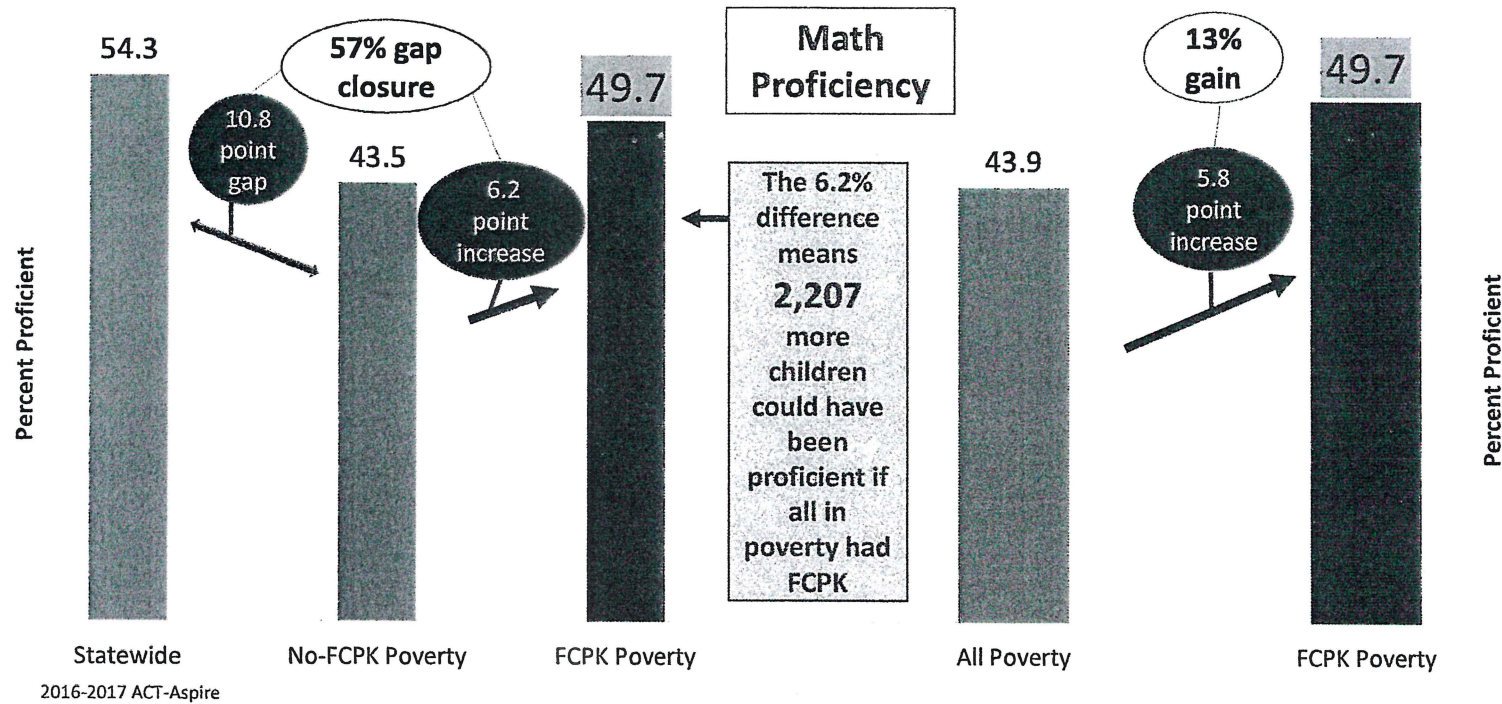 Math
Proficiency
54.3
57% gap
closure
10.8
point
gap
43.5
6.2
point
increase
49.7
The 6.2%
difference
means
2,207
more
children
could have
been
proficient if
all in
poverty had
FCPK
43.9
13%
gain
5.8
point
increase
49.7
Percent Proficient
Percent Proficient
Statewide
No-FCPK Poverty
FCPK Poverty
All Poverty
FCPK Poverty
2016-2017 ACT-Aspire